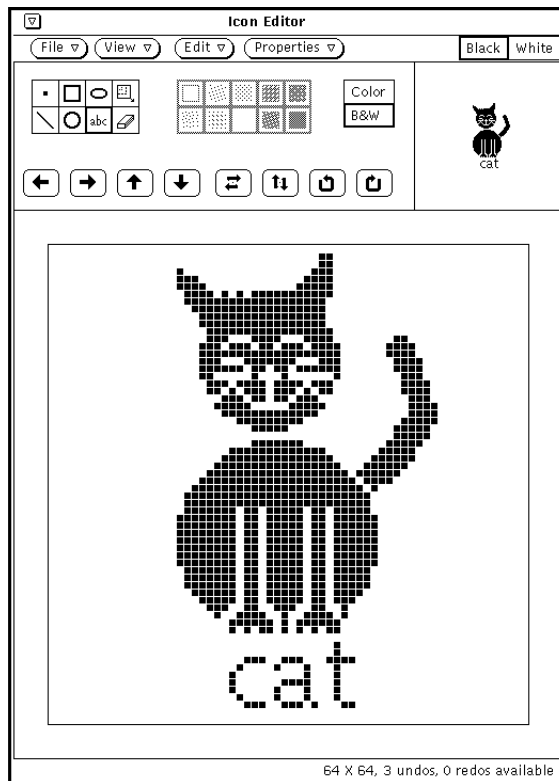 Icon Editor
File View Edit Properties Black White
Color
abc B&W
cat
cat
64 X 64, 3 undos, 0 redos available